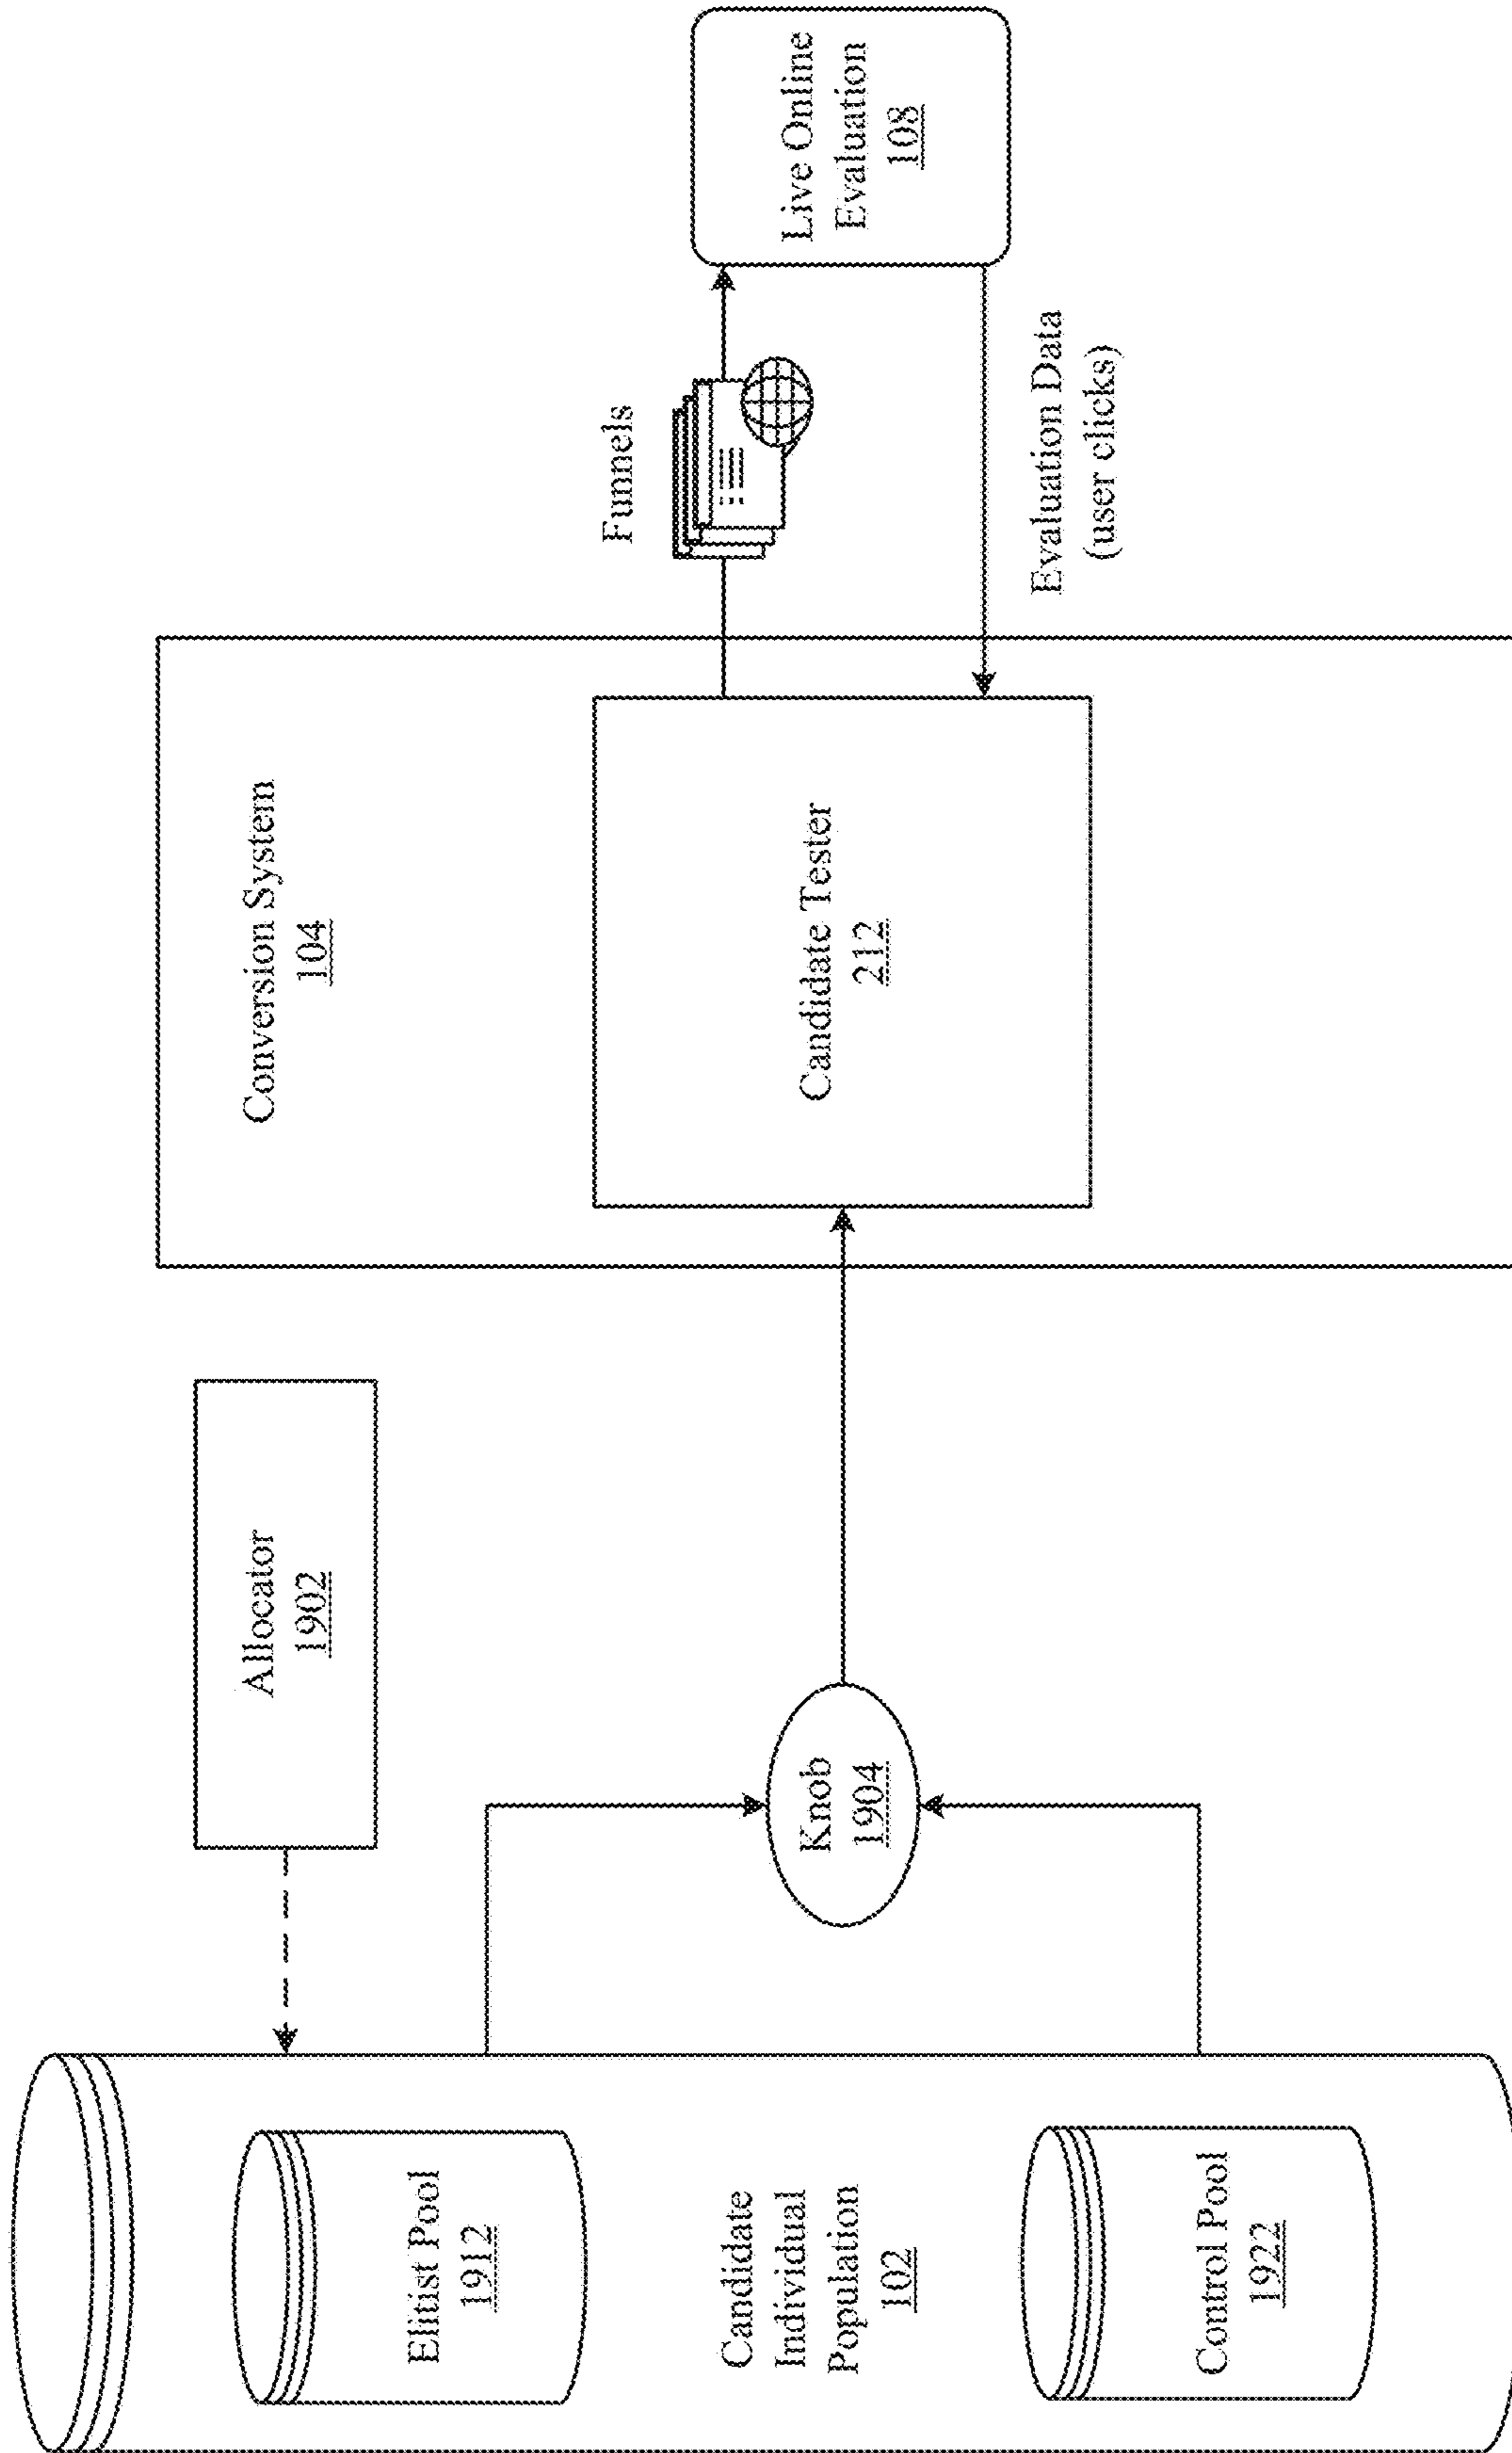 Elitist Pool
1912
Candidate
Individual
Population
102
Control Pool
1922
Allocator
1902
Knob
1904
Conversion System
104
Candidate Tester
212
Funnels
Evaluation Data
(user clicks)
Live Online
Evaluation
108